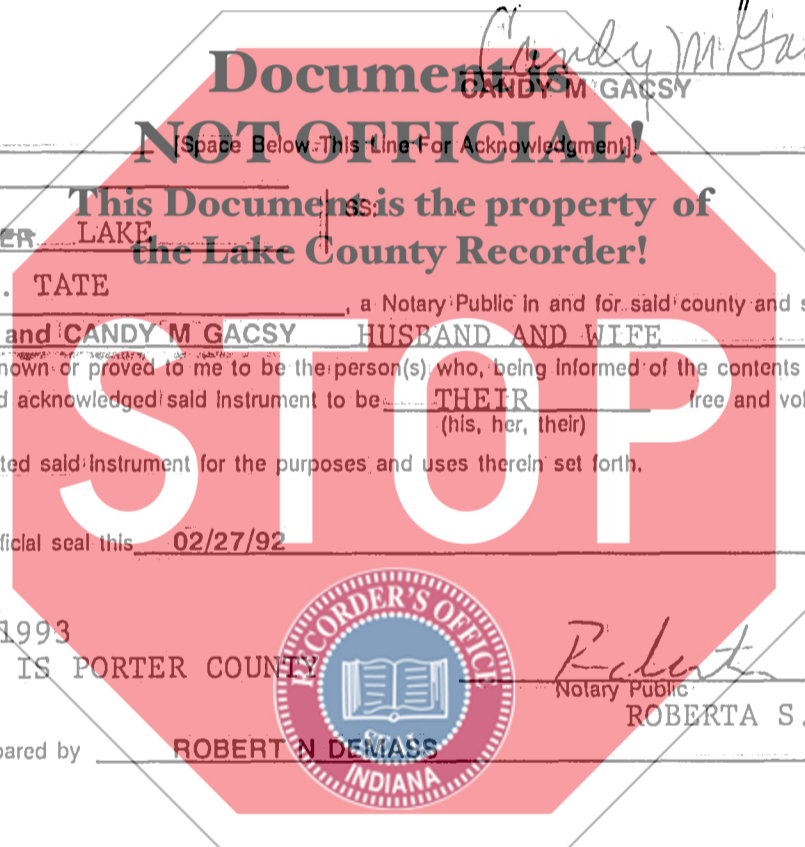 Candy M Ga
Document is
CANDY M GACSY
NOT OFFICIAL!
[Space Below This Line For Acknowledgment]
This Document is the property of
SS:
ER LAKE
the Lake County Recorder!
. TATE
, a Notary Public in and for said county and s
and CANDY M GACSY HUSBAND AND WIFE
nown or proved to me to be the person(s) who, being informed of the contents
d acknowledged said instrument to be THEIR free and vol
(his, her, their)
ted said instrument for the purposes and uses therein set forth.
STOP
ficial seal this 02/27/92
1993
IS PORTER COUNTY
RECORDER'S OFFICE
SEAL
INDIANA
Robert
Notary Public
ROBERTA S.
pared by ROBERT N DEMASS